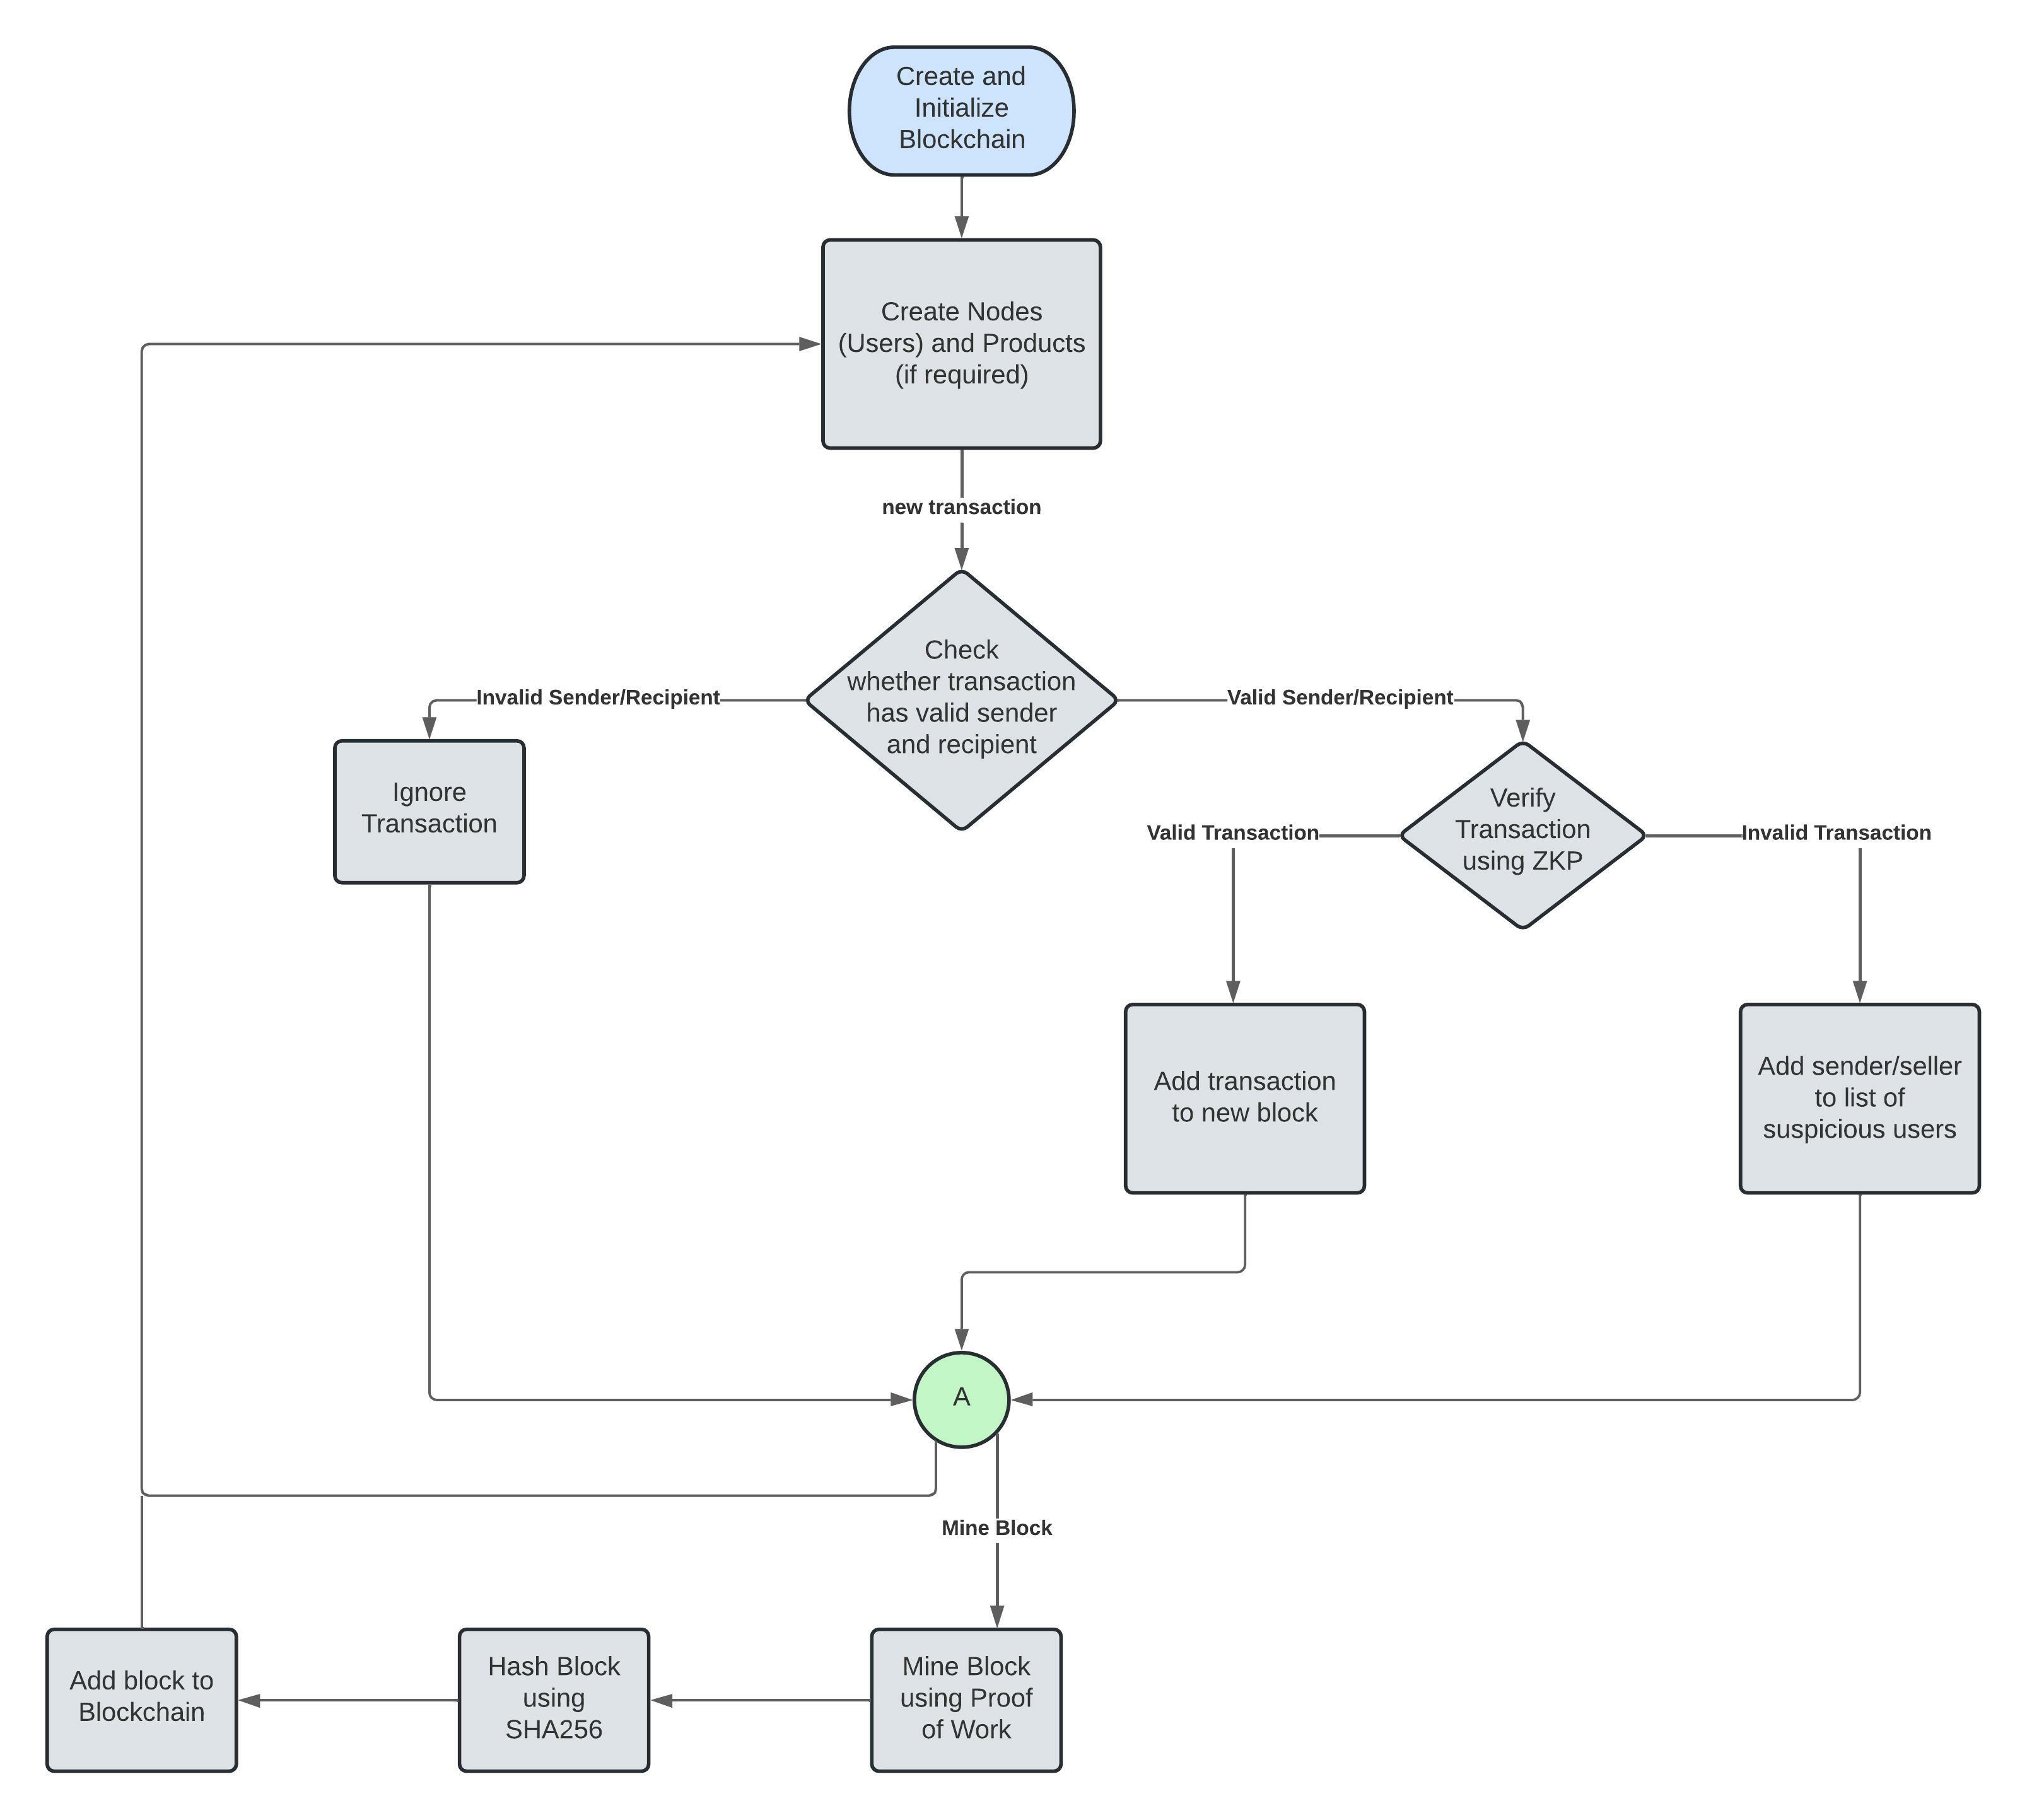 Create and
Initialize
Blockchain
Create Nodes
(Users) and Products
(if required)
new transaction
Check
whether transaction
has valid sender
and recipient
Invalid Sender/Recipient
Valid Sender/Recipient
Ignore
Transaction
Verify
Transaction
using ZKP
Valid Transaction
Invalid Transaction
Add transaction
to new block
Add sender/seller
to list of
suspicious users
A
Mine Block
Add block to
Blockchain
Hash Block
using
SHA256
Mine Block
using Proof
of Work